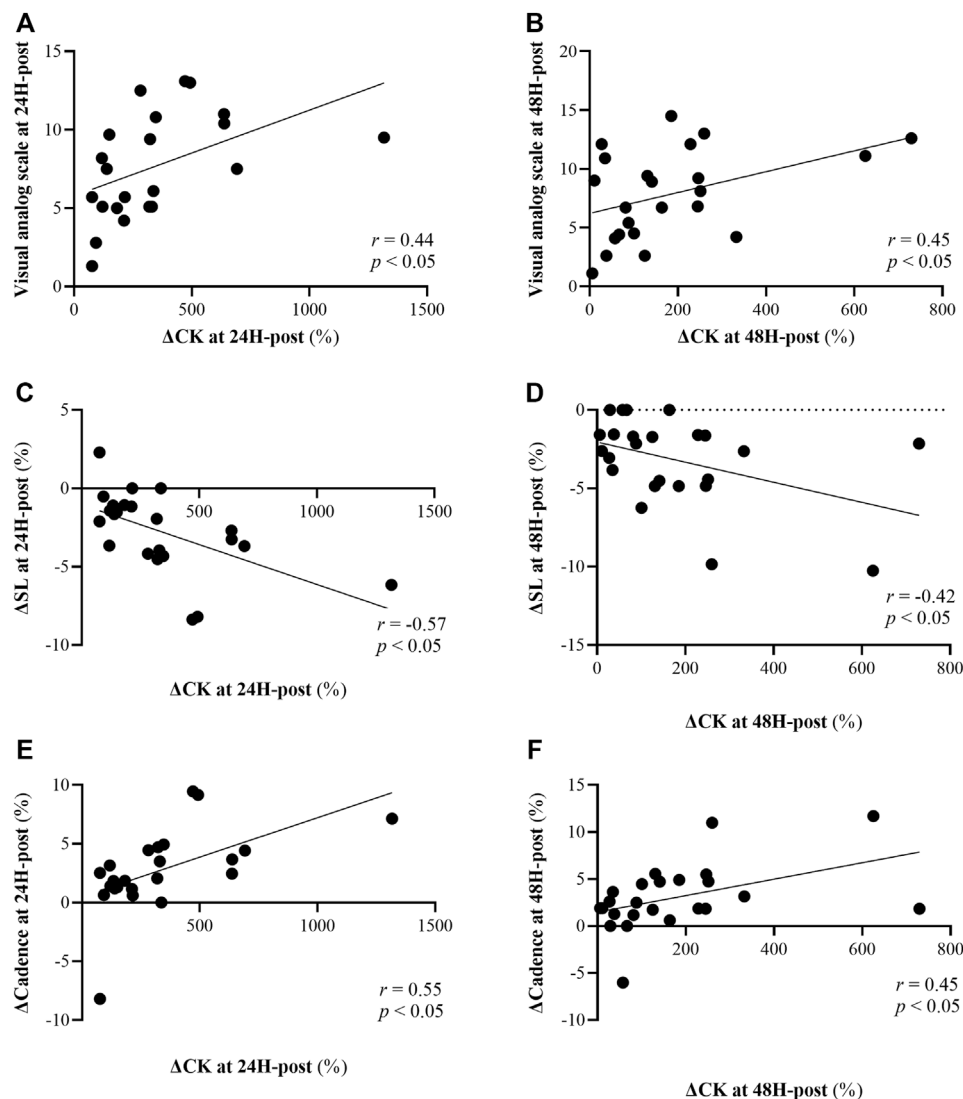 A
Visual analog scale at 24H-post
15
10
5
0
0 500 1000 1500
r = 0.44
p < 0.05
ΔCK at 24H-post (%)
B
Visual analog scale at 48H-post
20
15
10
5
0
0 200 400 600 800
r = 0.45
p < 0.05
ΔCK at 48H-post (%)
C
ΔSL at 24H-post (%)
5
0
-5
-10
500 1000 1500
r = -0.57
p < 0.05
ΔCK at 24H-post (%)
D
ΔSL at 48H-post (%)
0
-5
-10
-15
0 200 400 600 800
r = -0.42
p < 0.05
ΔCK at 48H-post (%)
E
ΔCadence at 24H-post (%)
10
5
0
-5
-10
500 1000 1500
r = 0.55
p < 0.05
ΔCK at 24H-post (%)
F
ΔCadence at 48H-post (%)
15
10
5
0
-5
-10
200 400 600 800
r = 0.45
p < 0.05
ΔCK at 48H-post (%)